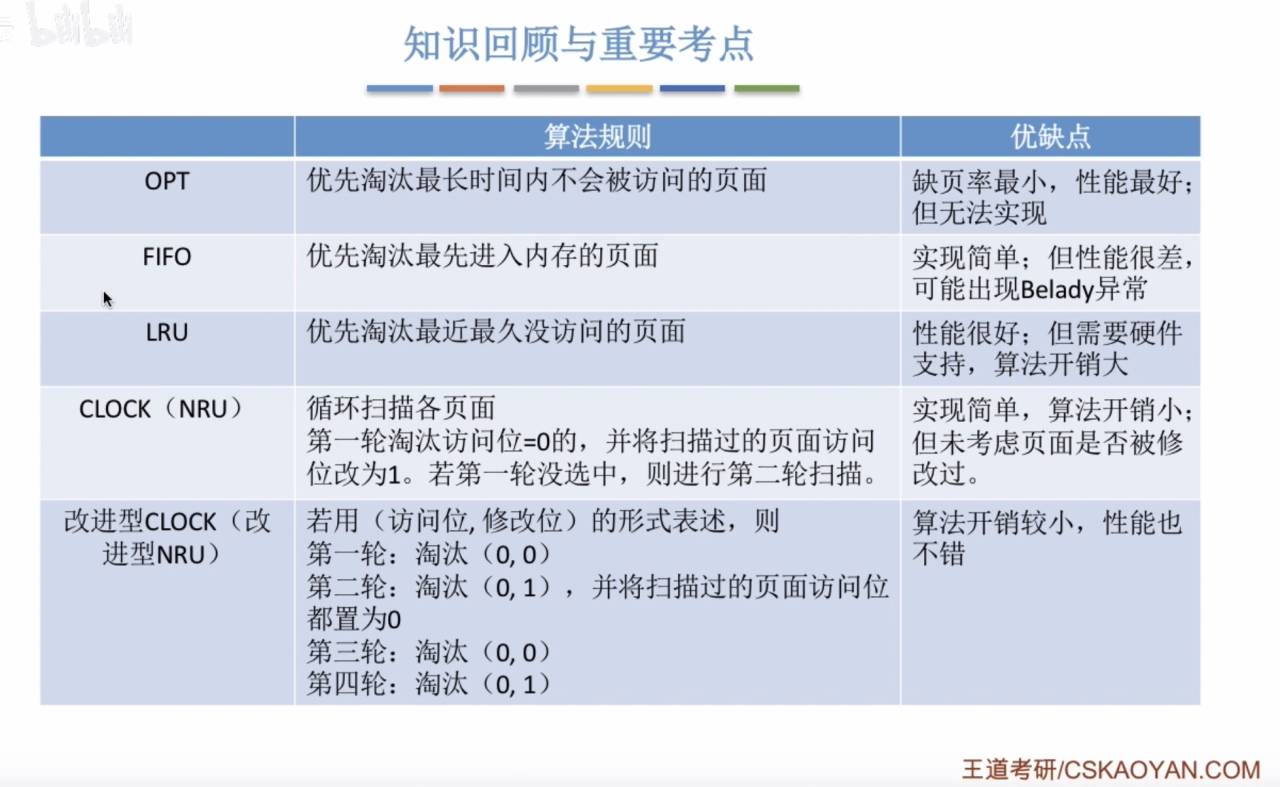 bilibili
知识回顾与重要考点
算法规则
优缺点
OPT
优先淘汰最长时间内不会被访问的页面
缺页率最小，性能最好；
但无法实现
FIFO
优先淘汰最先进入内存的页面
实现简单；但性能很差，
可能出现Belady异常
LRU
优先淘汰最近最久没访问的页面
性能很好；但需要硬件
支持，算法开销大
CLOCK（NRU）
循环扫描各页面
第一轮淘汰访问位=0的，并将扫描过的页面访问
位改为1。若第一轮没选中，则进行第二轮扫描。
实现简单，算法开销小；
但未考虑页面是否被修
改过。
改进型CLOCK（改
进型NRU）
若用（访问位, 修改位）的形式表述，则
第一轮：淘汰（0, 0）
第二轮：淘汰（0, 1），并将扫描过的页面访问位
都置为0
第三轮：淘汰（0, 0）
第四轮：淘汰（0, 1）
算法开销较小，性能也
不错
王道考研/CSKAOYAN.COM